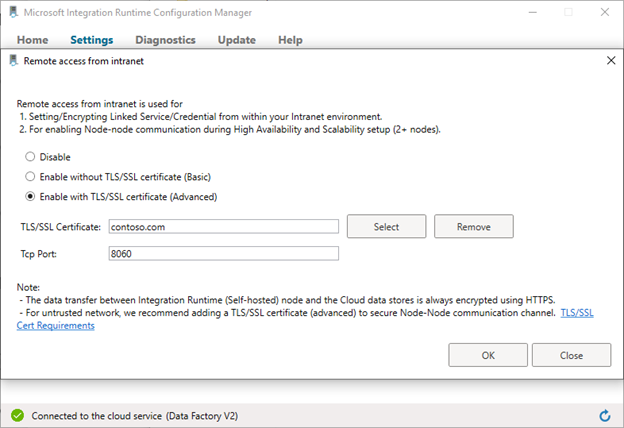 Microsoft Integration Runtime Configuration Manager
Home Settings Diagnostics Update Help
Remote access from intranet
Remote access from intranet is used for
1. Setting/Encrypting Linked Service/Credential from within your Intranet environment.
2. For enabling Node-node communication during High Availability and Scalability setup (2+ nodes).
Disable
Enable without TLS/SSL certificate (Basic)
Enable with TLS/SSL certificate (Advanced)
TLS/SSL Certificate: contoso.com Select Remove
Tcp Port: 8060
Note:
- The data transfer between Integration Runtime (Self-hosted) node and the Cloud data stores is always encrypted using HTTPS.
- For untrusted network, we recommend adding a TLS/SSL certificate (advanced) to secure Node-Node communication channel. TLS/SSL
Cert Requirements
OK Close
Connected to the cloud service (Data Factory V2)